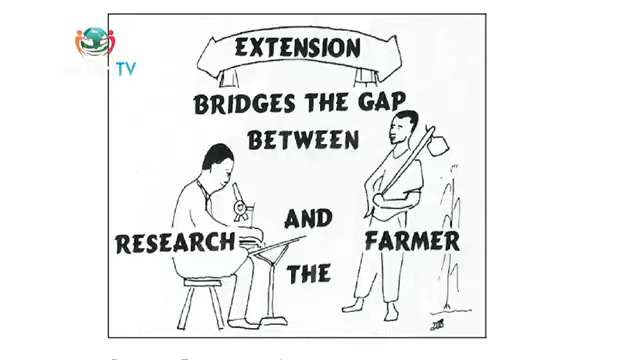 EXTENSION
BRIDGES THE GAP
BETWEEN
RESEARCH AND THE FARMER
TV